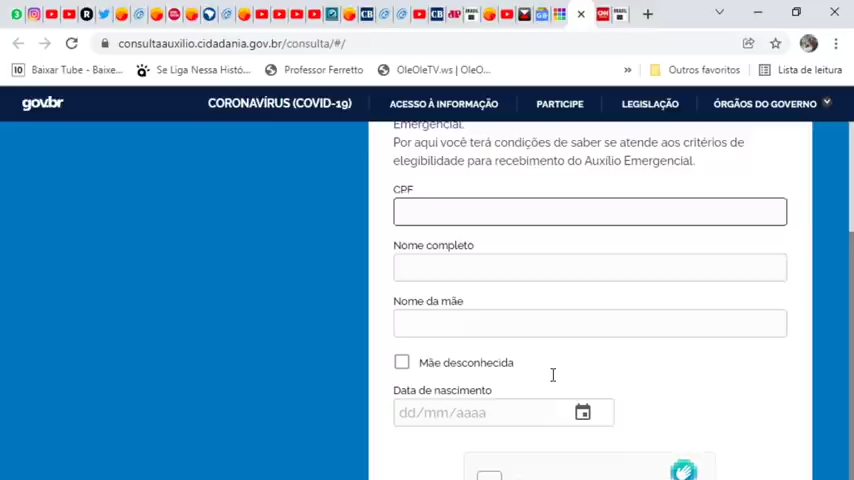 consultaauxilio.cidadania.gov.br/consulta/#/
Baixar Tube - Baixe...
Se Liga Nessa Histó...
Professor Ferretto
OleOleTV.ws | OleO...
»
Outros favoritos
Lista de leitura
gov.br
CORONAVÍRUS (COVID-19)
ACESSO À INFORMAÇÃO
PARTICIPE
LEGISLAÇÃO
ÓRGÃOS DO GOVERNO
Emergencial.
Por aqui você terá condições de saber se atende aos critérios de
elegibilidade para recebimento do Auxílio Emergencial.
CPF
Nome completo
Nome da mãe
Mãe desconhecida
Data de nascimento
dd/mm/aaaa